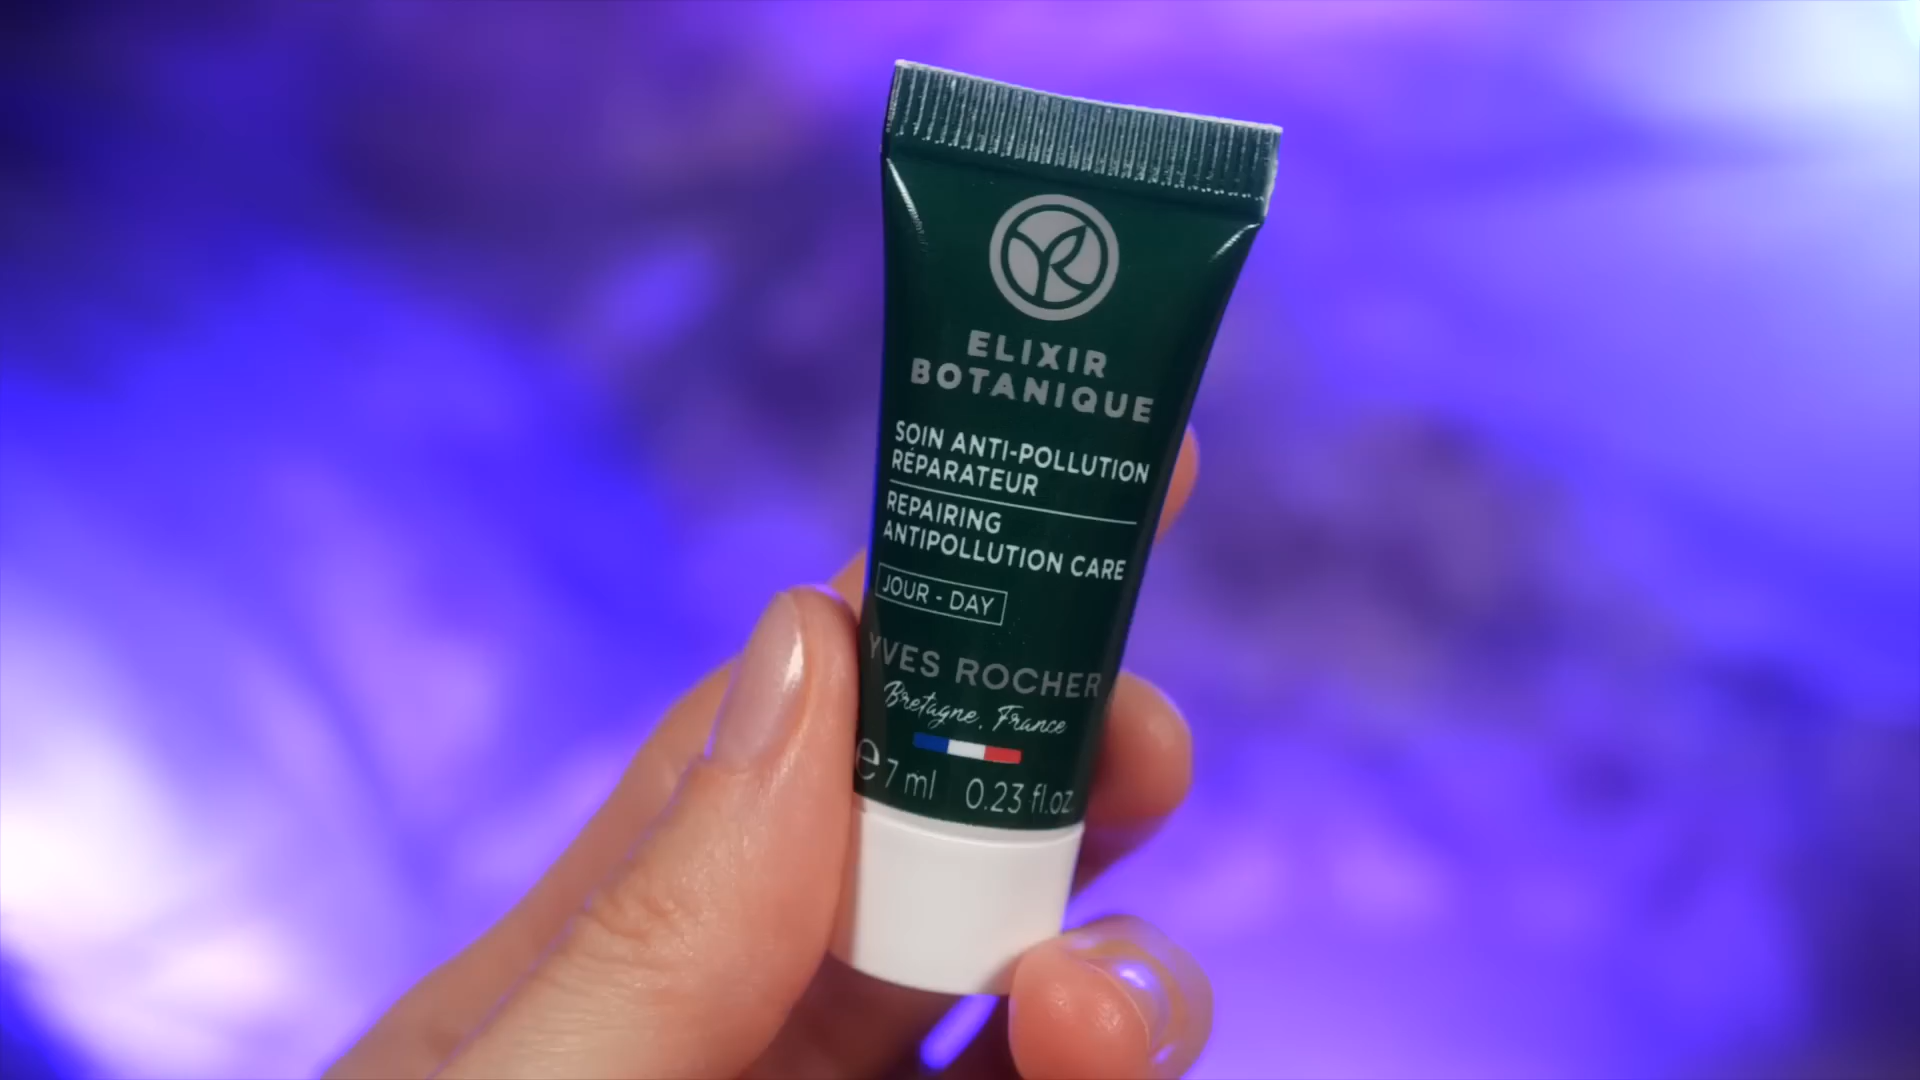 YR
ELIXIR
BOTANIQUE
SOIN ANTI-POLLUTION
RÉPARATEUR
REPAIRING
ANTIPOLLUTION CARE
JOUR - DAY
YVES ROCHER
Bretagne, France
e 7 ml 0.23 fl.oz